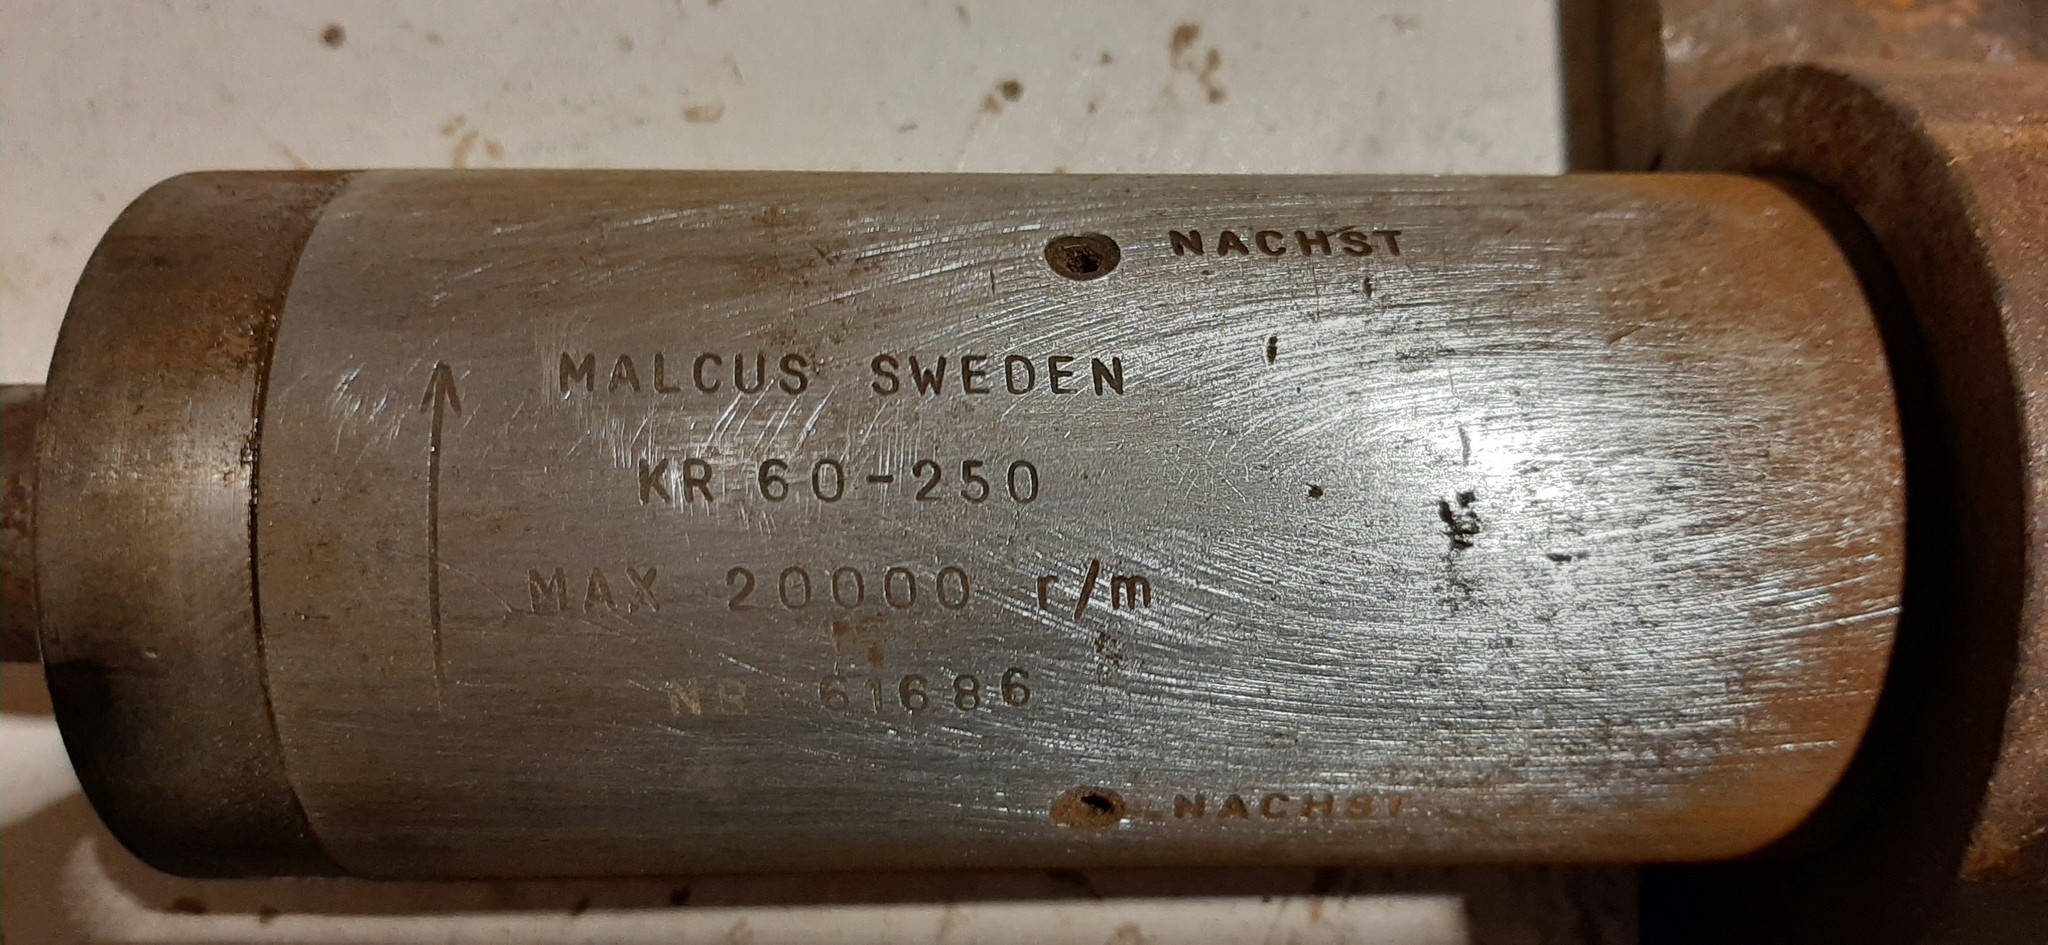 NACHST
MALCUS SWEDEN
KR 60-250
MAX 20000 r/m
NR 61686
NACHST